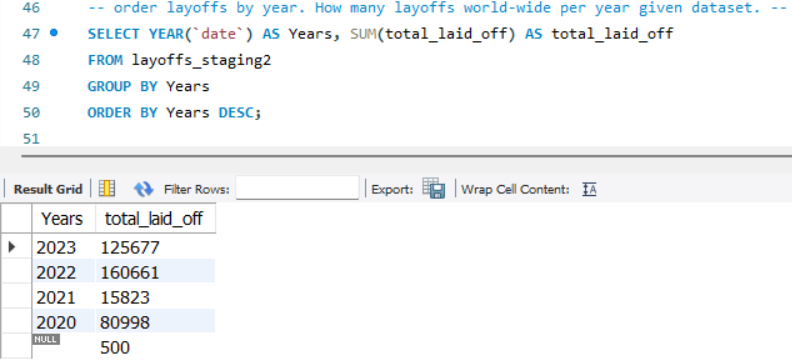 46 -- order layoffs by year. How many layoffs world-wide per year given dataset. --
47 SELECT YEAR(`date`) AS Years, SUM(total_laid_off) AS total_laid_off
48 FROM layoffs_staging2
49 GROUP BY Years
50 ORDER BY Years DESC;
51
Result Grid Filter Rows: Export: Wrap Cell Content: IA
Years total_laid_off
2023 125677
2022 160661
2021 15823
2020 80998
NULL 500